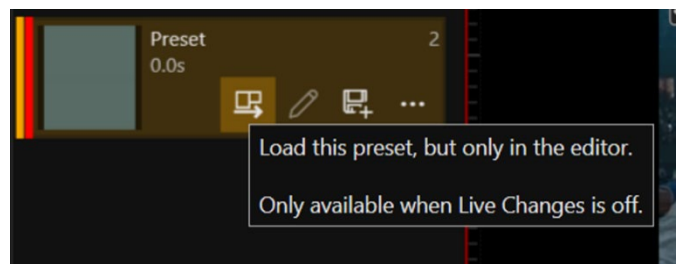 Preset 2
0.0s
Load this preset, but only in the editor.
Only available when Live Changes is off.